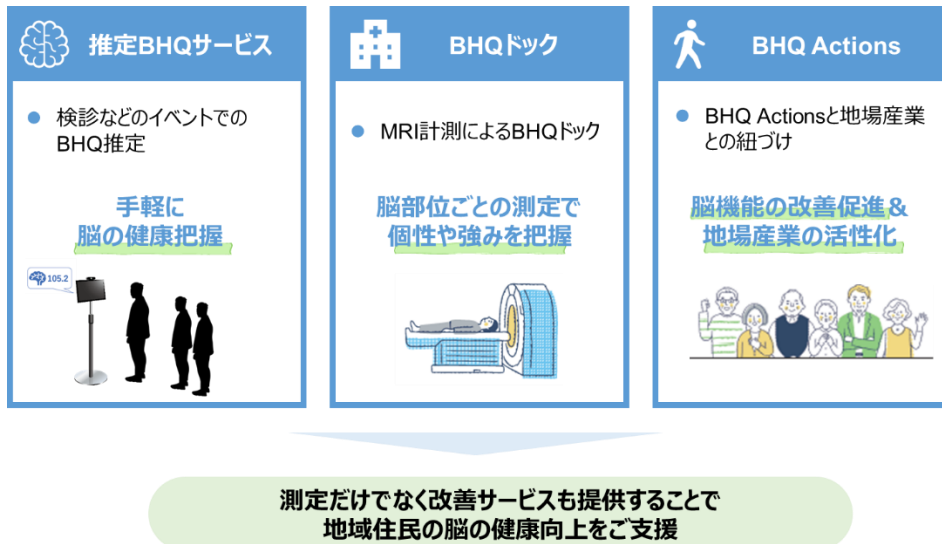 推定BHQサービス
● 検診などのイベントでの
BHQ推定
手軽に
脳の健康把握
105.2
BHQドック
● MRI計測によるBHQドック
脳部位ごとの測定で
個性や強みを把握
BHQ Actions
● BHQ Actionsと地場産業
との紐づけ
脳機能の改善促進&
地場産業の活性化
測定だけでなく改善サービスも提供することで
地域住民の脳の健康向上をご支援